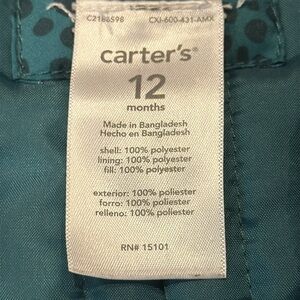 C2188598 CXI-600-431-AMX
carter's®
12
months
Made in Bangladesh
Hecho en Bangladesh
shell: 100% polyester
lining: 100% polyester
fill: 100% polyester
exterior: 100% poliester
forro: 100% poliester
relleno: 100% poliester
RN# 15101